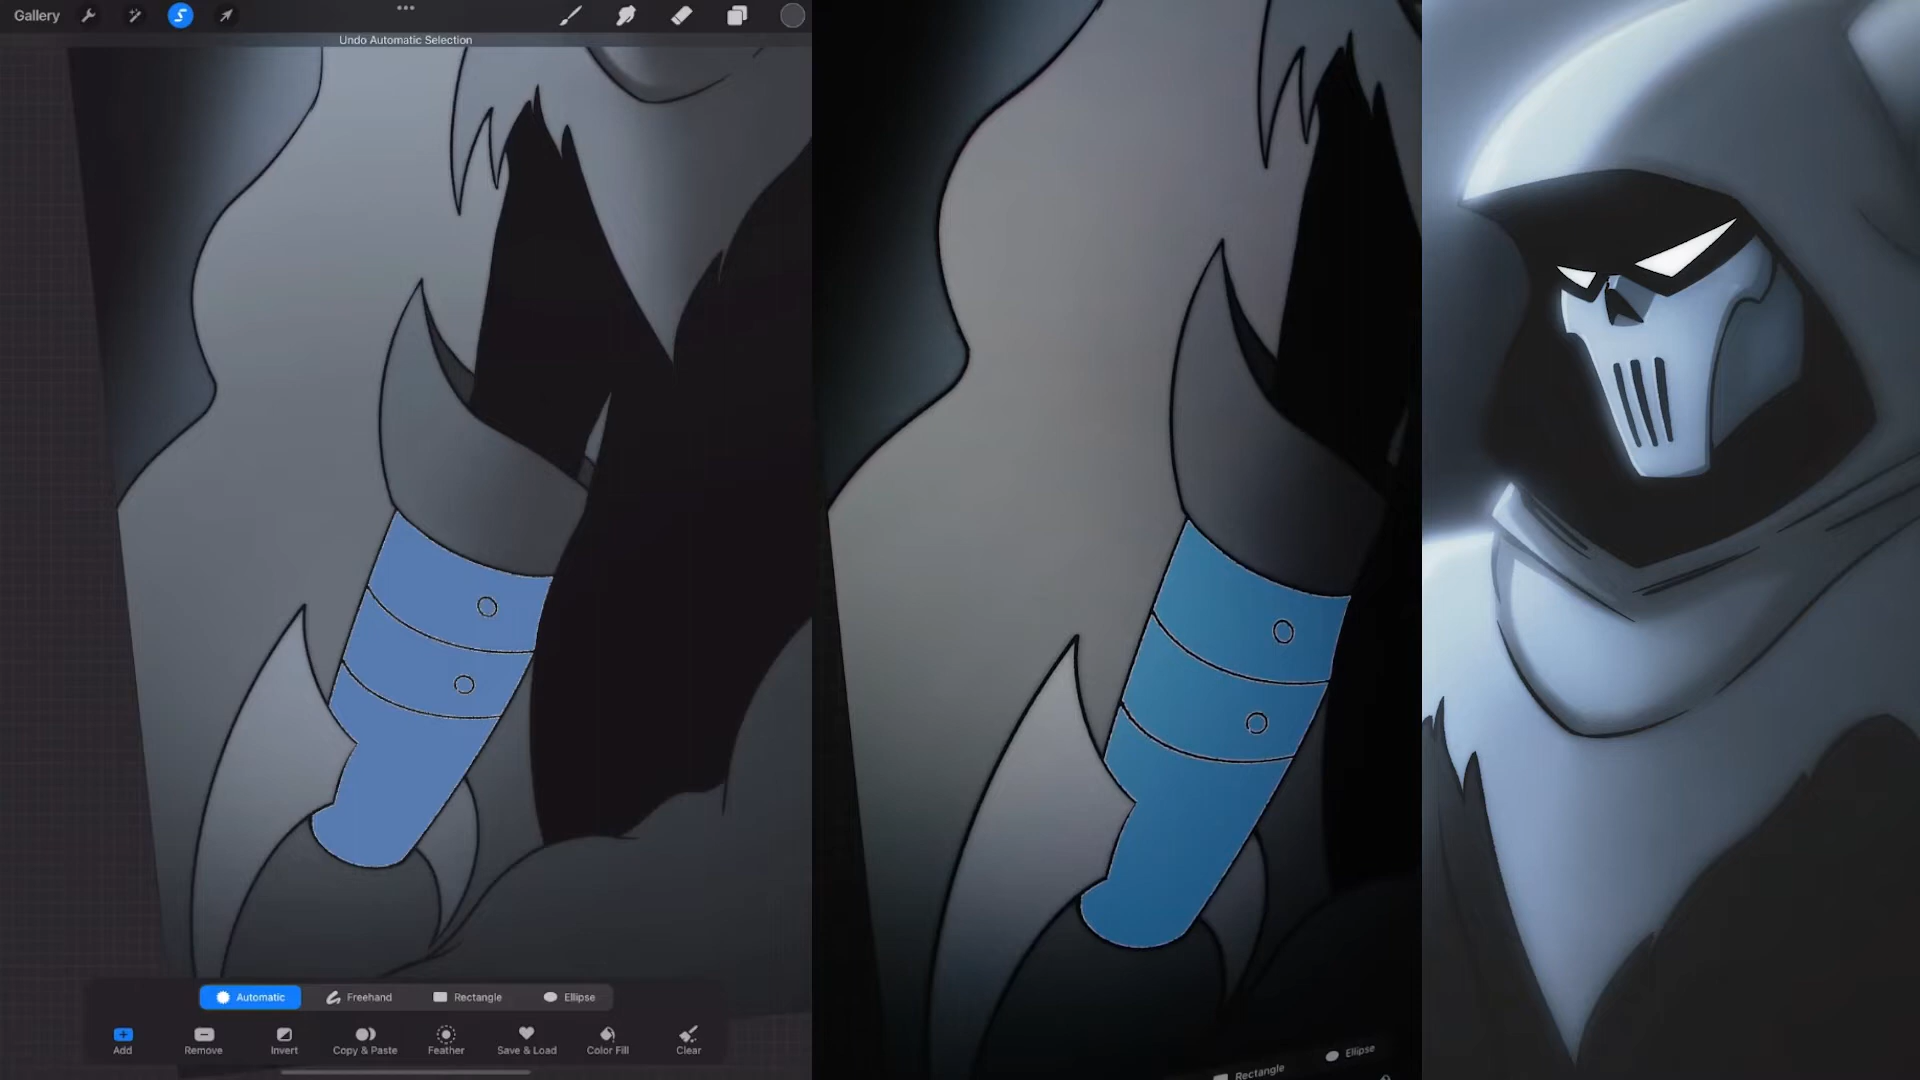 Gallery
Undo Automatic Selection
Automatic Freehand Rectangle Ellipse
Add Remove Invert Copy & Paste Feather Save & Load Color Fill Clear
Rectangle Ellipse